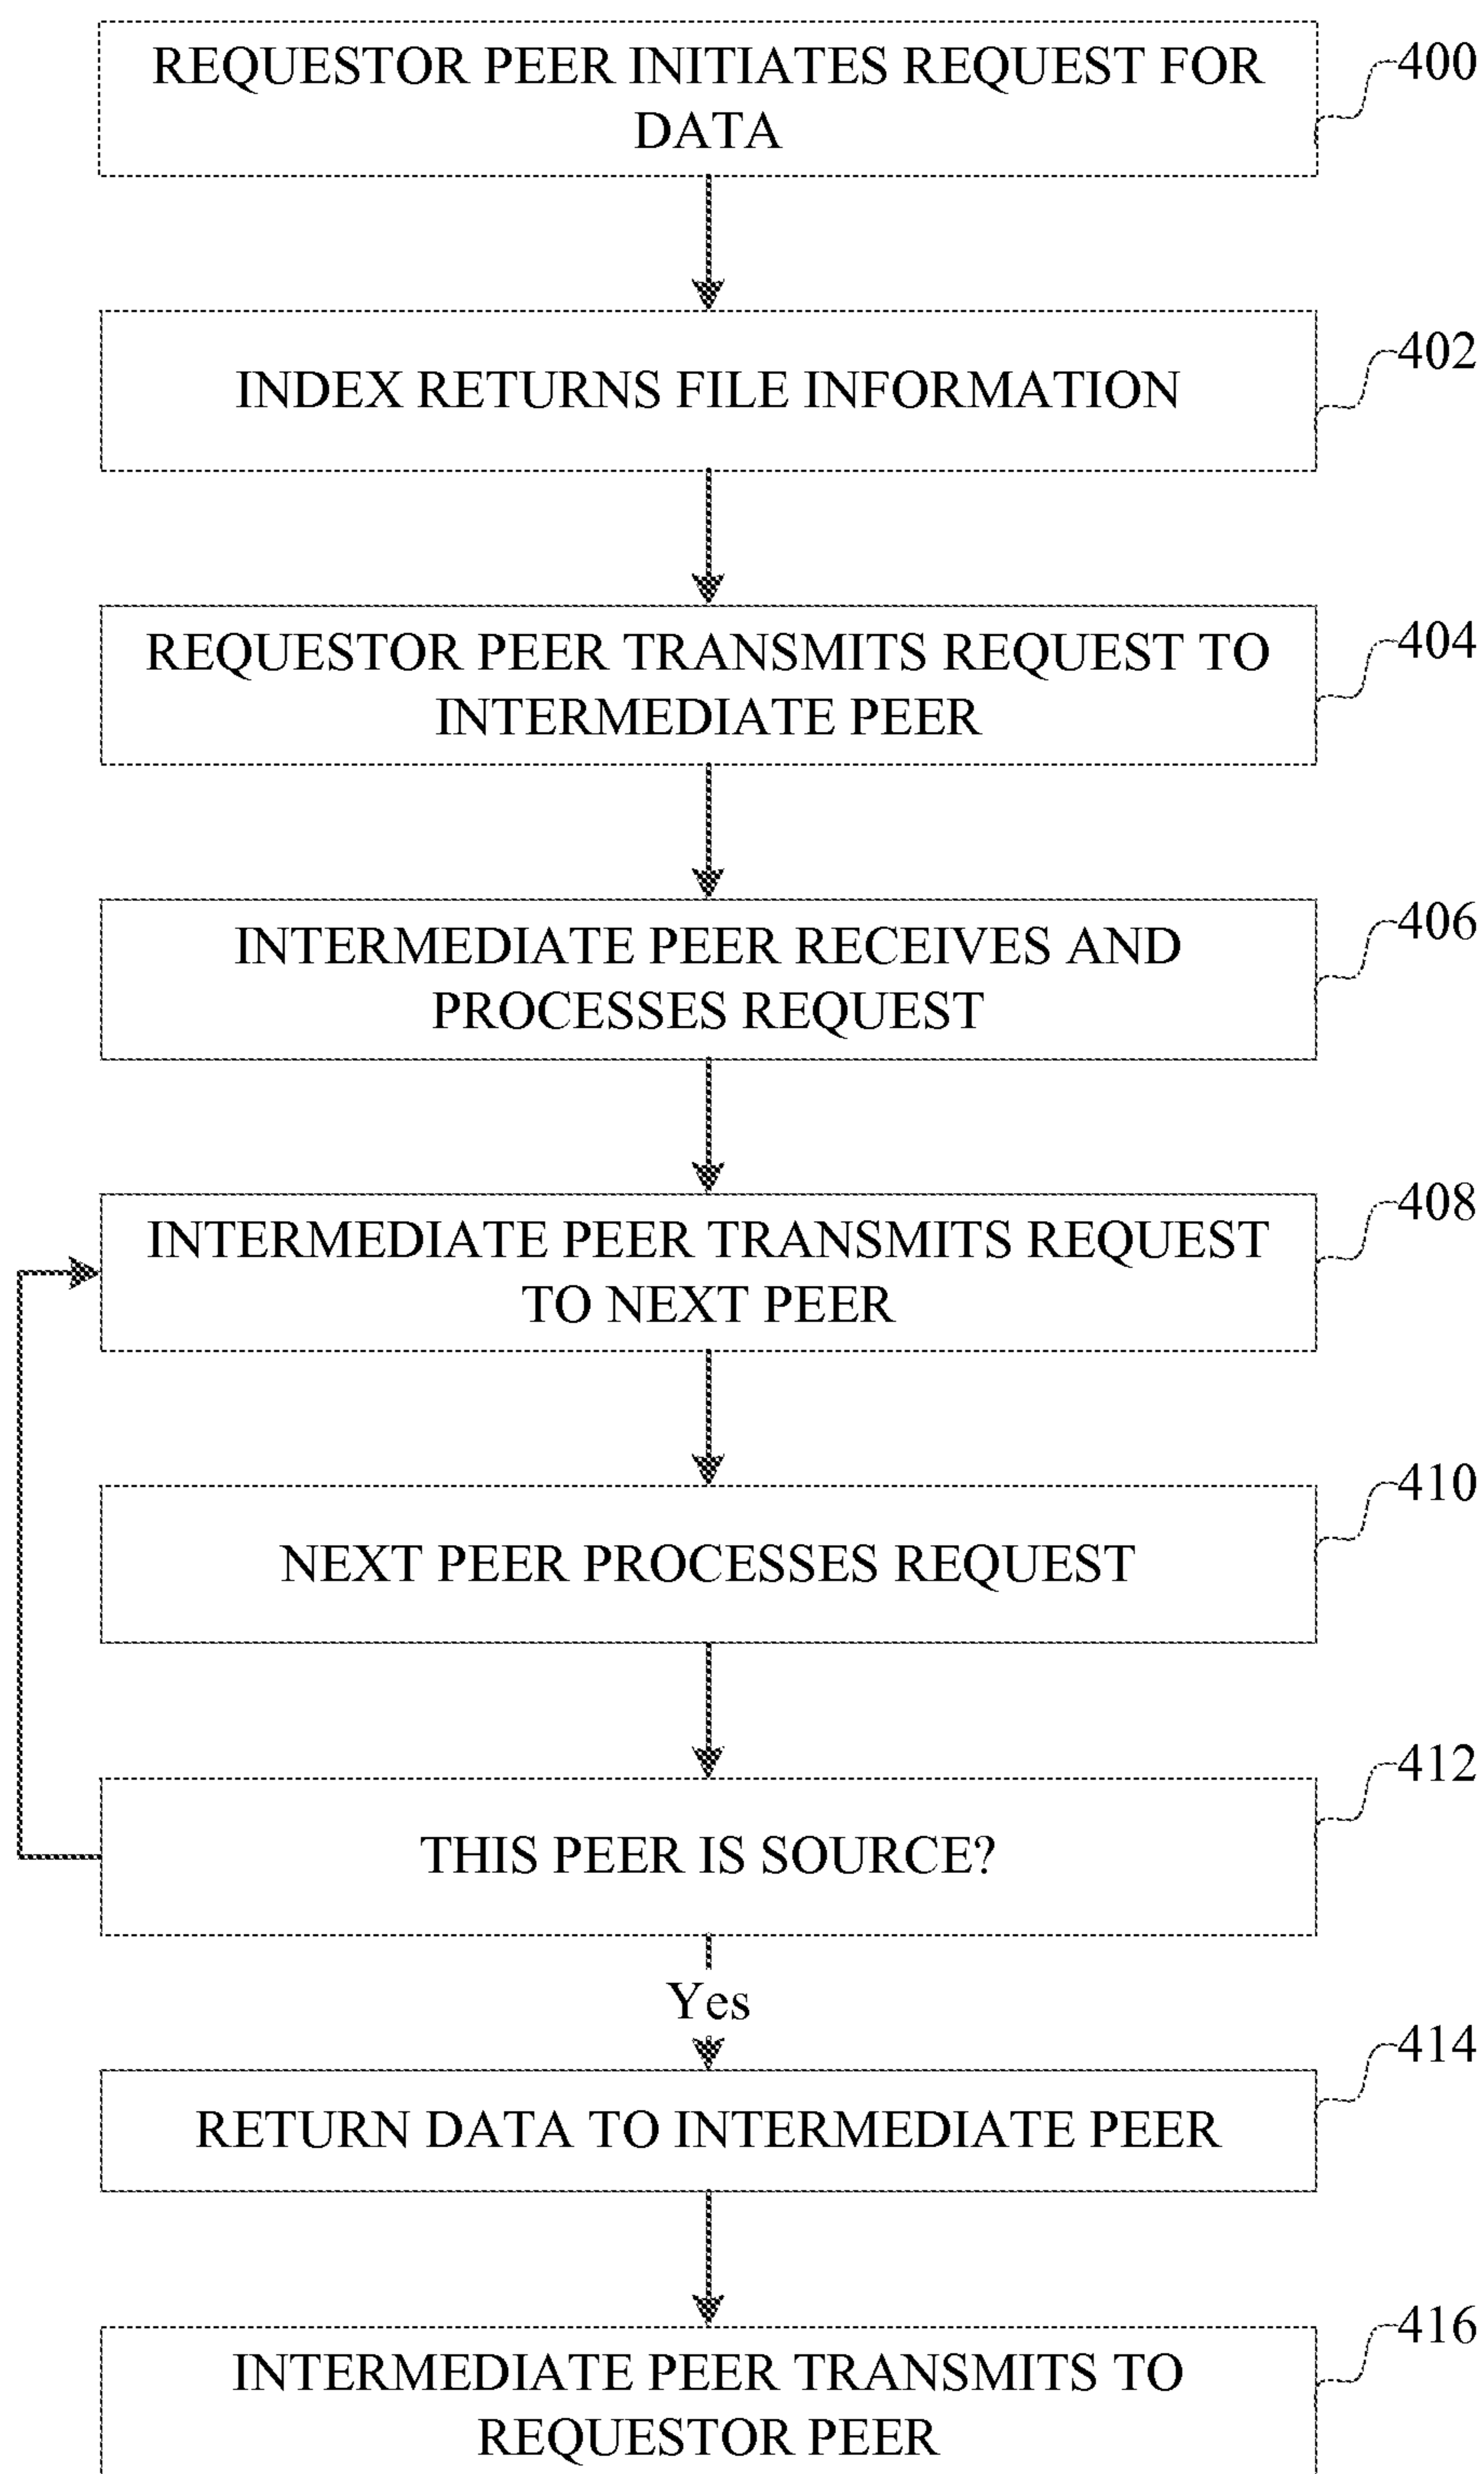 REQUESTOR PEER INITIATES REQUEST FOR
DATA
400
INDEX RETURNS FILE INFORMATION
402
REQUESTOR PEER TRANSMITS REQUEST TO
INTERMEDIATE PEER
404
INTERMEDIATE PEER RECEIVES AND
PROCESSES REQUEST
406
INTERMEDIATE PEER TRANSMITS REQUEST
TO NEXT PEER
408
NEXT PEER PROCESSES REQUEST
410
THIS PEER IS SOURCE?
412
Yes
RETURN DATA TO INTERMEDIATE PEER
414
INTERMEDIATE PEER TRANSMITS TO
REQUESTOR PEER
416